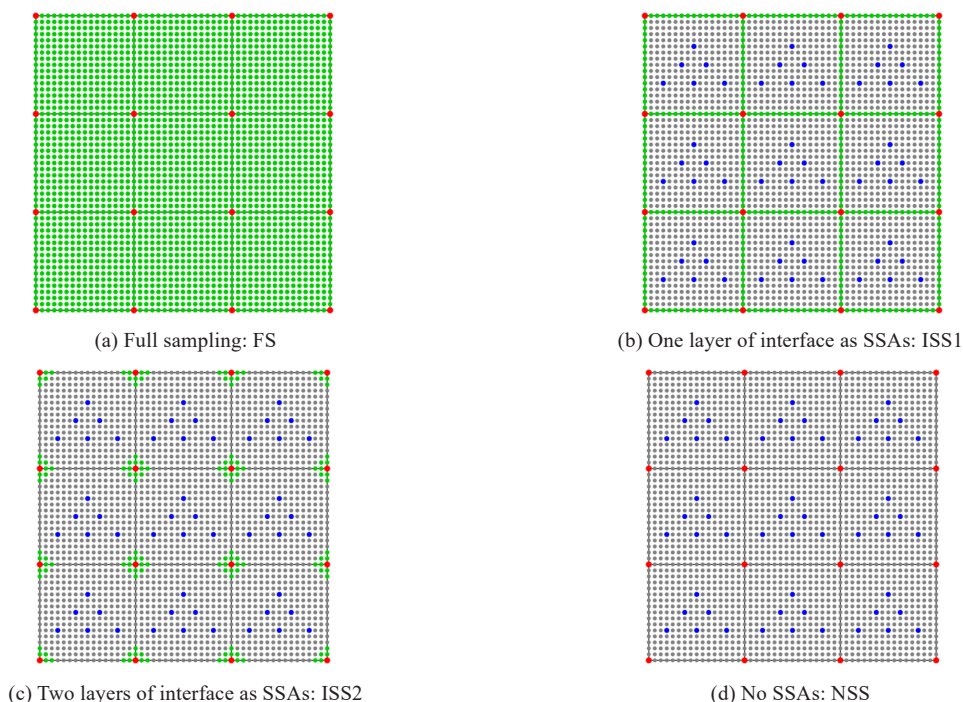 (a) Full sampling: FS
(b) One layer of interface as SSAs: ISS1
(c) Two layers of interface as SSAs: ISS2
(d) No SSAs: NSS